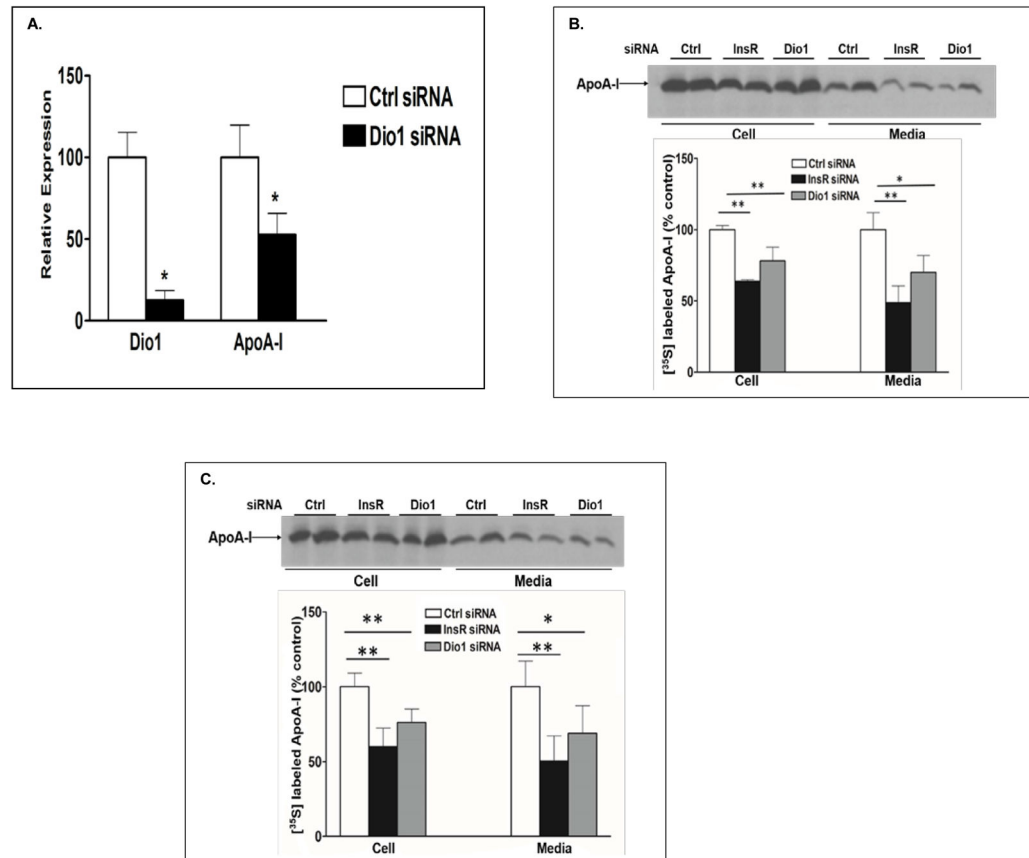 A.
Relative Expression
150
100
50
0
Ctrl siRNA
Dio1 siRNA
*
*
Dio1 ApoA-I
B.
siRNA Ctrl InsR Dio1 Ctrl InsR Dio1
ApoA-I
Cell Media
[³⁵S] labeled ApoA-I (% control)
150
100
50
0
Ctrl siRNA
InsR siRNA
Dio1 siRNA
**
**
*
**
Cell Media
C.
siRNA Ctrl InsR Dio1 Ctrl InsR Dio1
ApoA-I
Cell Media
[³⁵S] labeled ApoA-I (% control)
150
100
50
0
Ctrl siRNA
InsR siRNA
Dio1 siRNA
**
**
*
**
Cell Media